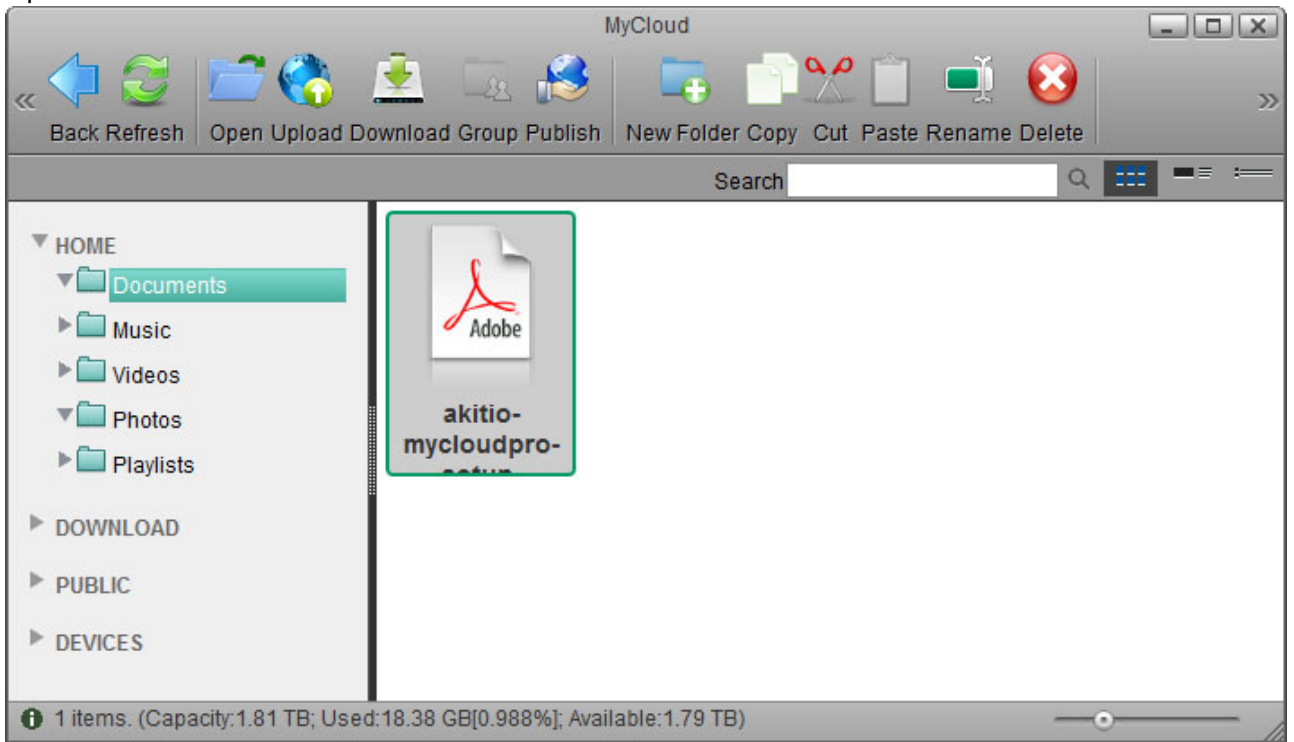 MyCloud
Back Refresh Open Upload Download Group Publish New Folder Copy Cut Paste Rename Delete
Search
HOME
Documents
Music
Videos
Photos
Playlists
DOWNLOAD
PUBLIC
DEVICES
Adobe
akitio-
mycloudpro-
1 items. (Capacity:1.81 TB; Used:18.38 GB[0.988%]; Available:1.79 TB)